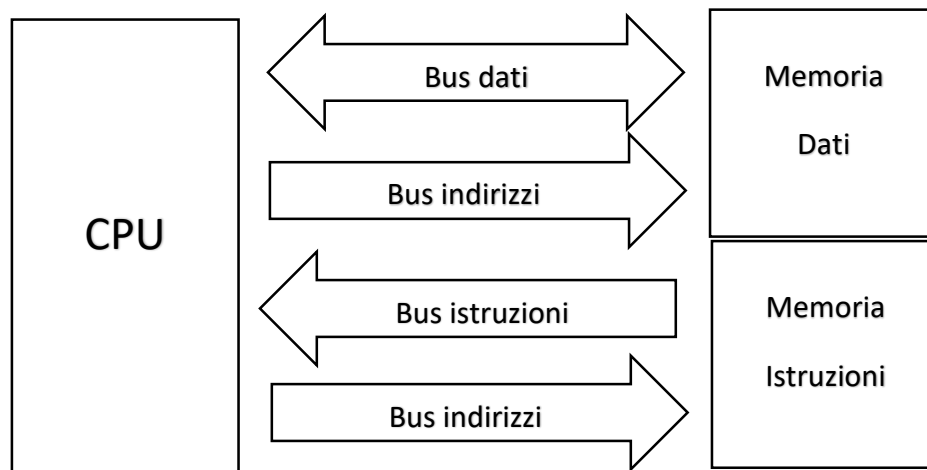 CPU
Bus dati
Bus indirizzi
Bus istruzioni
Bus indirizzi
Memoria
Dati
Memoria
Istruzioni